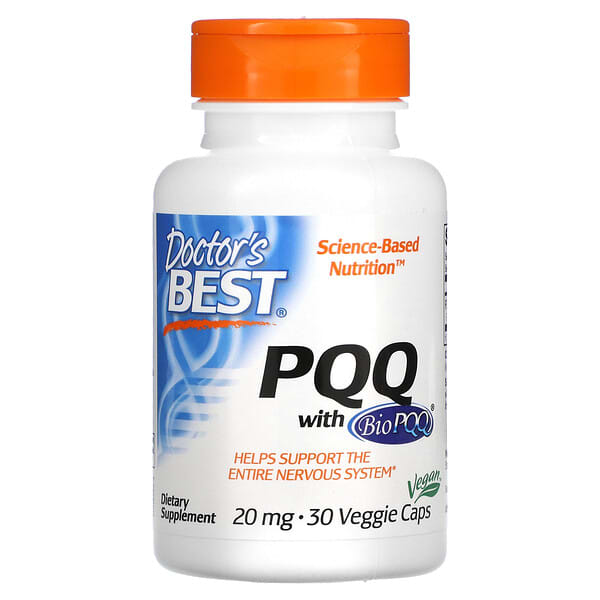 Doctor's
BEST®
Science-Based
Nutrition™
PQQ
with BioPQQ®
HELPS SUPPORT THE
ENTIRE NERVOUS SYSTEM*
Vegan
Dietary
Supplement
20 mg • 30 Veggie Caps